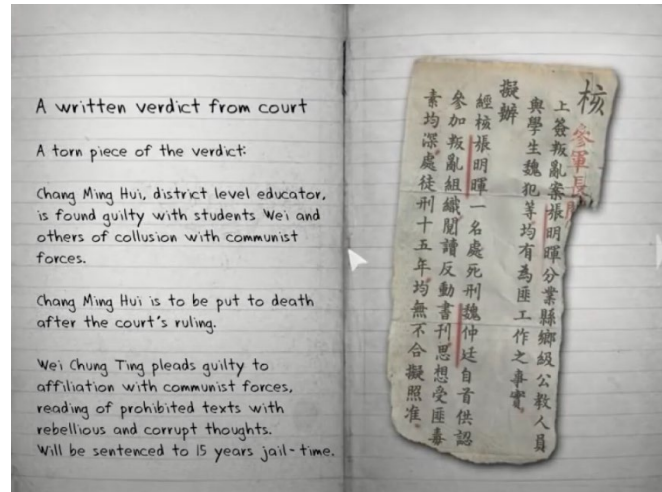 A written verdict from court
A torn piece of the verdict:
Chang Ming Hui, district level educator,
is found guilty with students Wei and
others of collusion with communist
forces.
Chang Ming Hui is to be put to death
after the court's ruling.
Wei Chung Ting pleads guilty to
affiliation with communist forces,
reading of prohibited texts with
rebellious and corrupt thoughts.
Will be sentenced to 15 years jail-time.
核
參軍長
上簽叛亂案張明暉分業縣鄉級公教人員
與學生魏犯等均有為匪工作之事實。
擬辦
經核張明暉一名處死刑魏仲廷自首供認
參加叛亂組織閱讀反動書刊思想受匪毒
素均深處徒刑十五年均無不合擬照准。